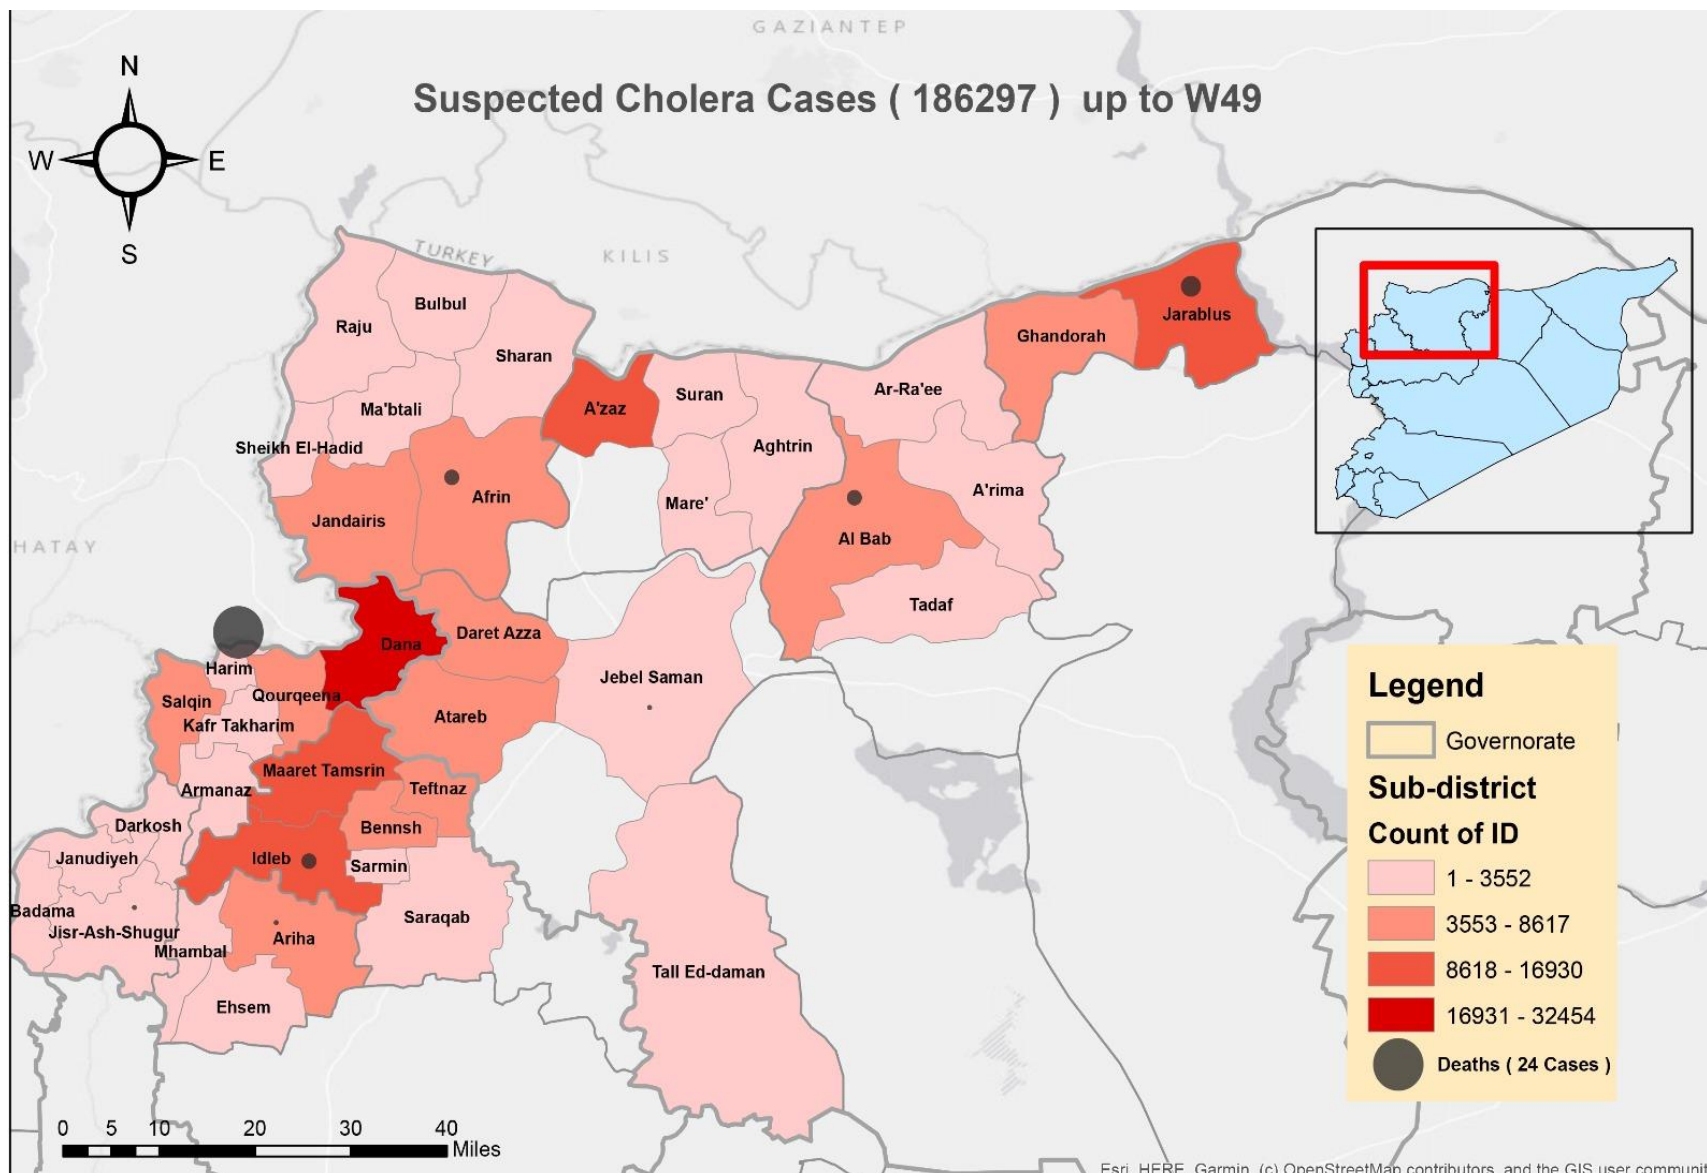 GAZIANTEP
Suspected Cholera Cases ( 186297 )  up to W49
N
W
E
S
TURKEY
KILIS
HATAY
Bulbul
Raju
Sharan
Ma'btali
Sheikh El-Hadid
A'zaz
Suran
Aghtrin
Mare'
Afrin
Jandairis
Ar-Ra'ee
Ghandorah
Jarablus
A'rima
Al Bab
Tadaf
Dana
Daret Azza
Jebel Saman
Harim
Salqin
Qourqeena
Kafr Takharim
Atareb
Maaret Tamsrin
Armanaz
Teftnaz
Darkosh
Bennsh
Janudiyeh
Idleb
Sarmin
Badama
Jisr-Ash-Shugur
Saraqab
Mhambal
Ariha
Ehsem
Tall Ed-daman
Legend
Governorate
Sub-district
Count of ID
1 - 3552
3553 - 8617
8618 - 16930
16931 - 32454
Deaths ( 24 Cases )
0 5 10 20 30 40
Miles
Esri, HERE, Garmin, (c) OpenStreetMap contributors, and the GIS user communit